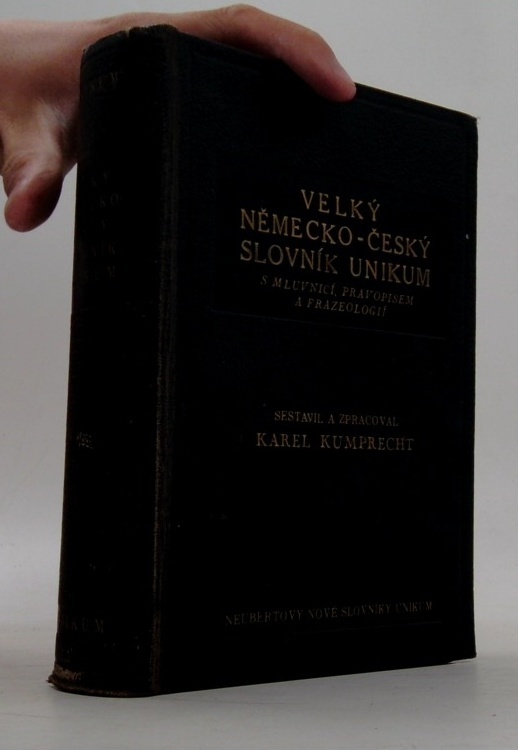 VELKÝ
NĚMECKO-ČESKÝ
SLOVNÍK UNIKUM
S MLUVNICÍ, PRAVOPISEM
A FRAZEOLOGIÍ
SESTAVIL A ZPRACOVAL
KAREL KUMPRECHT
NEUBERTOVY NOVÉ SLOVNÍKY UNIKUM